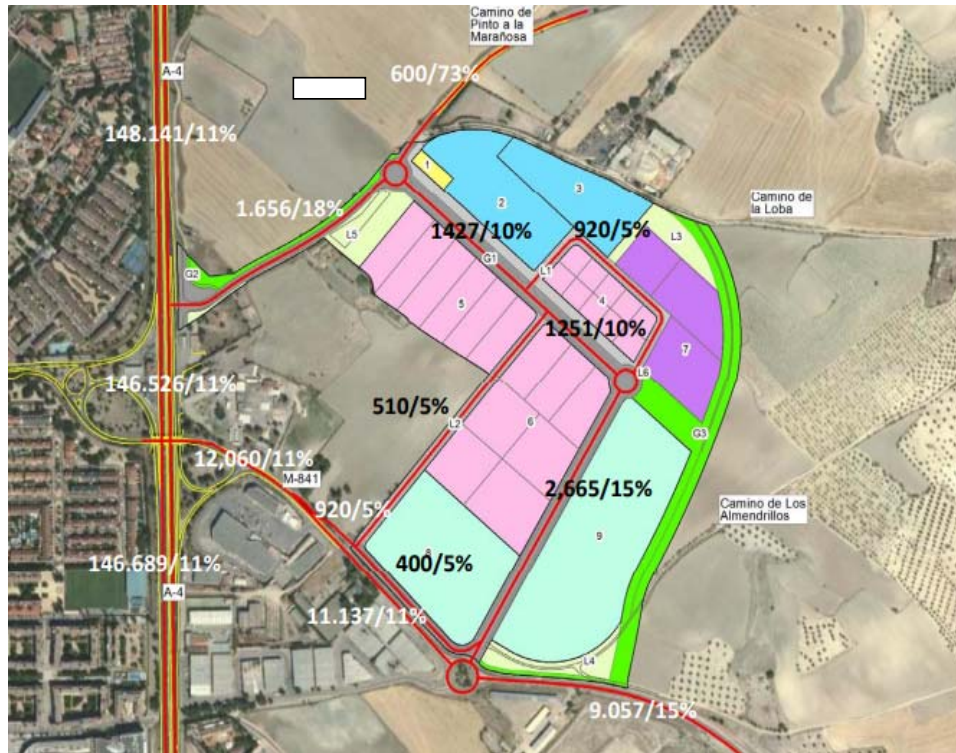 Camino de
Pinto a la
Marañosa
A-4
600/73%
148.141/11%
1
3
2
Camino de
la Loba
1.656/18%
1427/10%
920/5%
L5
L3
G1
G2
L1
5
4
1251/10%
7
146.526/11%
L6
510/5%
6
L2
G3
12,060/11%
M-841
2,665/15%
920/5%
Camino de Los
Almendrillos
9
146.689/11%
400/5%
A-4
11.137/11%
L4
9.057/15%